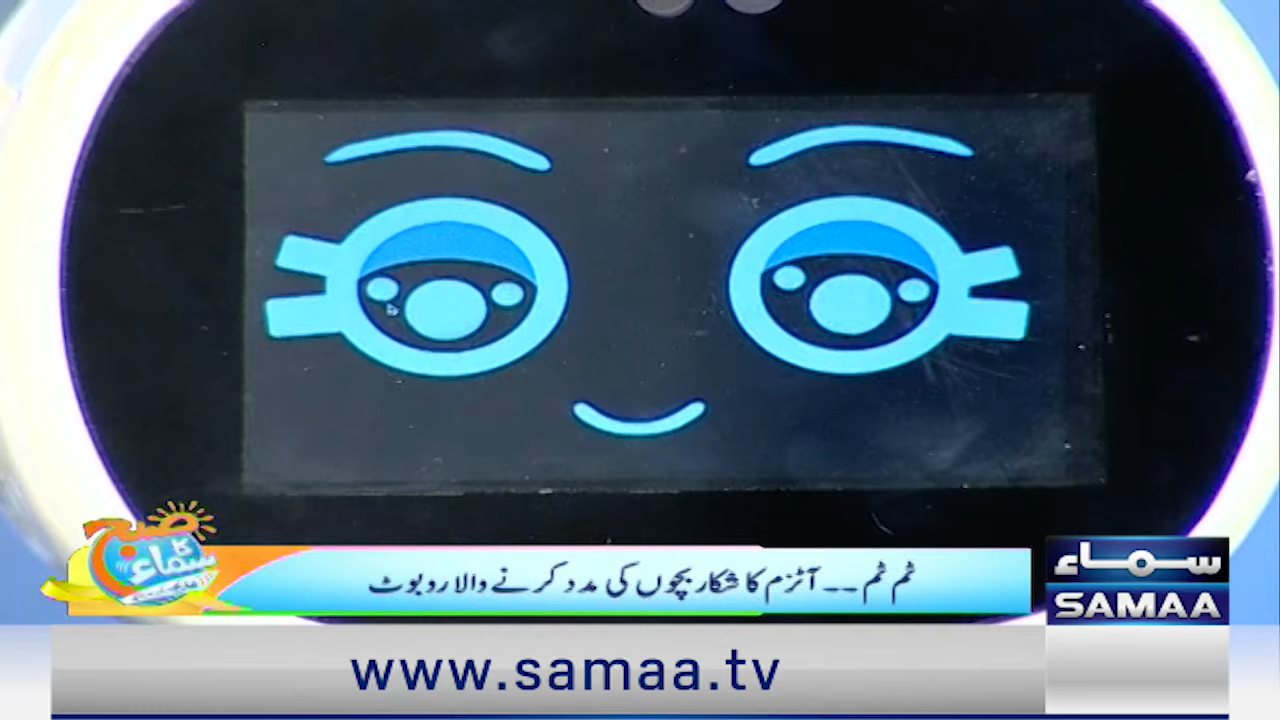 صبح کا سماء
ٹم ٹم -- آٹزم کا شکار بچوں کی مدد کرنے والا روبوٹ
سماء
SAMAA
www.samaa.tv